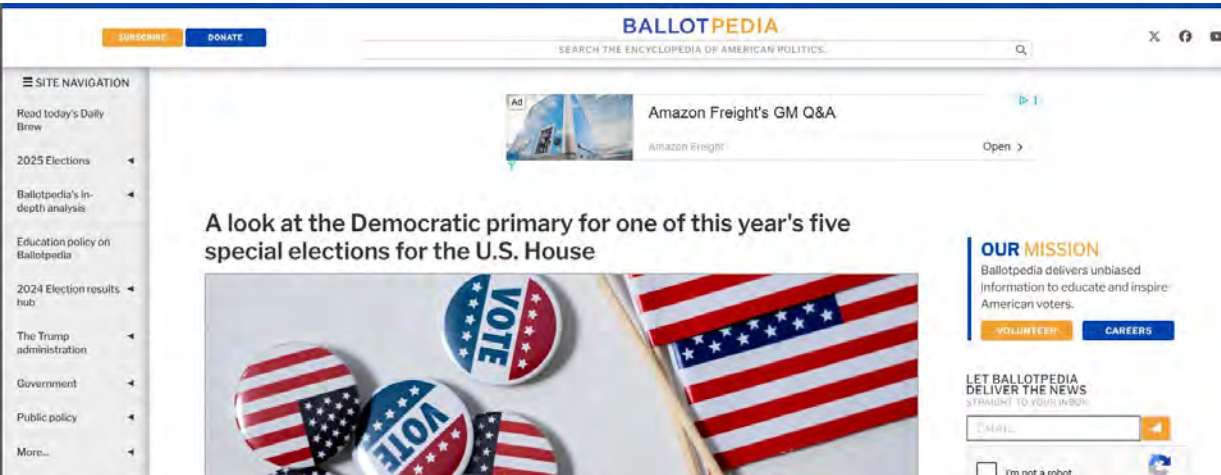 SUBSCRIBE
DONATE
BALLOTPEDIA
SEARCH THE ENCYCLOPEDIA OF AMERICAN POLITICS.
SITE NAVIGATION
Read today's Daily
Brew
2025 Elections
Ballotpedia's in-
depth analysis
Education policy on
Ballotpedia
2024 Election results
hub
The Trump
administration
Government
Public policy
More...
Ad
Amazon Freight's GM Q&A
Amazon Freight
Open >
A look at the Democratic primary for one of this year's five
special elections for the U.S. House
VOTE
VOTE
OUR MISSION
Ballotpedia delivers unbiased
information to educate and inspire
American voters.
VOLUNTEER
CAREERS
LET BALLOTPEDIA
DELIVER THE NEWS
STRAIGHT TO YOUR INBOX
EMAIL
I'm not a robot